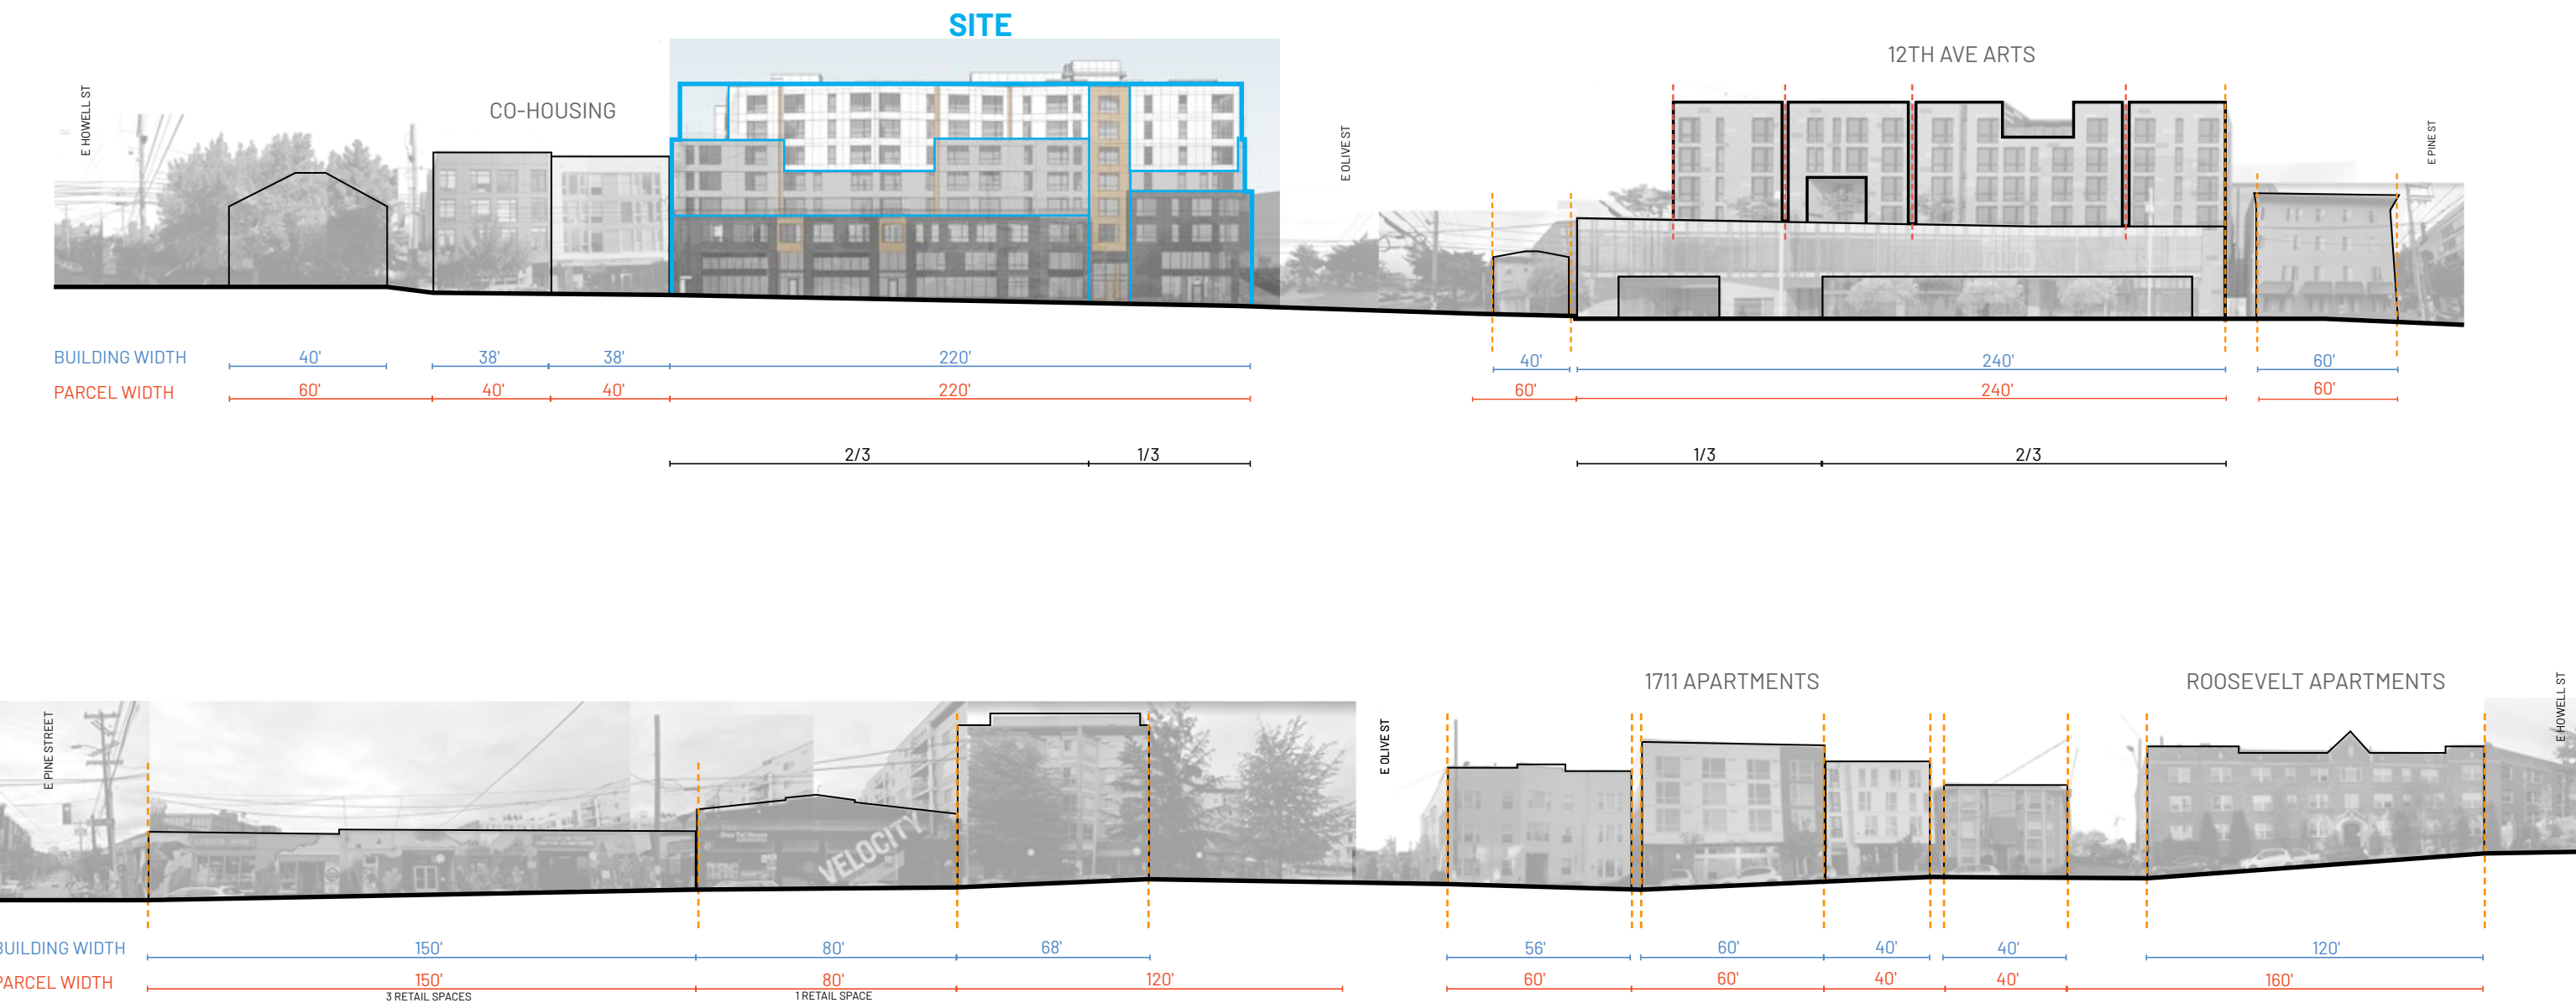 SITE
12TH AVE ARTS
CO-HOUSING
E HOWELL ST
E OLIVE ST
E PINE ST
BUILDING WIDTH 40' 38' 38' 220' 40' 240' 60'
PARCEL WIDTH 60' 40' 40' 220' 60' 240' 60'
2/3 1/3 1/3 2/3
1711 APARTMENTS ROOSEVELT APARTMENTS
E PINE STREET
E OLIVE ST
E HOWELL ST
VELOCITY
BUILDING WIDTH 150' 80' 68' 56' 60' 40' 40' 120'
PARCEL WIDTH 150' 80' 120' 60' 60' 40' 40' 160'
3 RETAIL SPACES 1 RETAIL SPACE